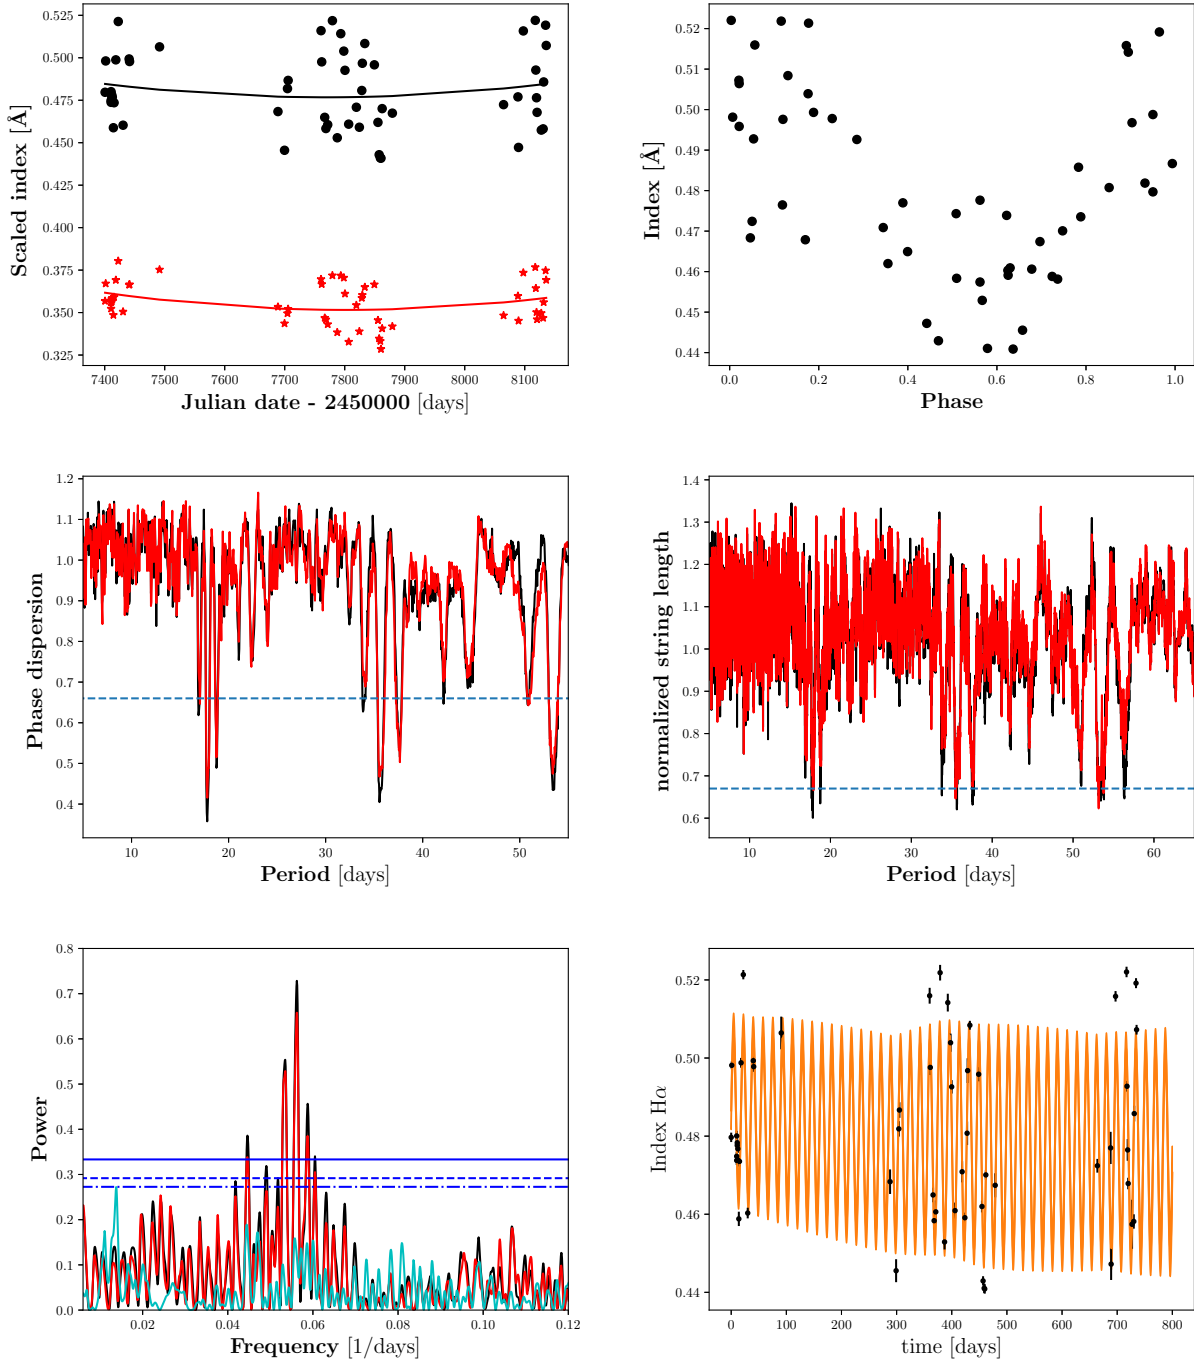 0.525
0.500
0.475
0.450
0.425
0.400
0.375
0.350
0.325
Scaled index [Å]
7400 7500 7600 7700 7800 7900 8000 8100
Julian date - 2450000 [days]
0.52
0.51
0.50
0.49
0.48
0.47
0.46
0.45
0.44
Index [Å]
0.0 0.2 0.4 0.6 0.8 1.0
Phase
1.2
1.1
1.0
0.9
0.8
0.7
0.6
0.5
0.4
Phase dispersion
10 20 30 40 50
Period [days]
1.4
1.3
1.2
1.1
1.0
0.9
0.8
0.7
0.6
normalized string length
10 20 30 40 50 60
Period [days]
0.8
0.7
0.6
0.5
0.4
0.3
0.2
0.1
0.0
Power
0.02 0.04 0.06 0.08 0.10 0.12
Frequency [1/days]
0.52
0.50
0.48
0.46
0.44
Index Hα
0 100 200 300 400 500 600 700 800
time [days]